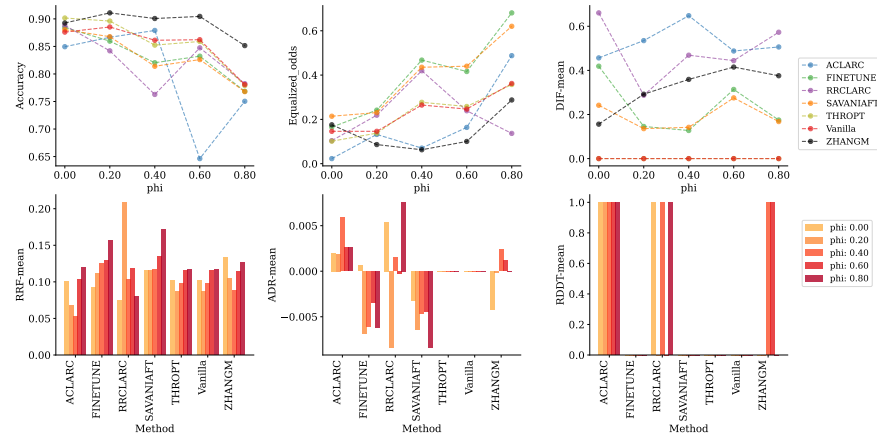 Accuracy
0.90
0.85
0.80
0.75
0.70
0.65
0.00
0.20
0.40
0.60
0.80
phi
Equalized_odds
0.6
0.4
0.2
0.0
0.00
0.20
0.40
0.60
0.80
phi
DIF-mean
0.6
0.4
0.2
0.0
0.00
0.20
0.40
0.60
0.80
phi
ACLARC
FINETUNE
RRCLARC
SAVANIAFT
THROPT
Vanilla
ZHANGM
RRF-mean
0.20
0.15
0.10
0.05
0.00
ACLARC
FINETUNE
RRCLARC
SAVANIAFT
THROPT
Vanilla
ZHANGM
Method
ADR-mean
0.005
0.000
−0.005
ACLARC
FINETUNE
RRCLARC
SAVANIAFT
THROPT
Vanilla
ZHANGM
Method
RDDT-mean
1.0
0.8
0.6
0.4
0.2
0.0
ACLARC
FINETUNE
RRCLARC
SAVANIAFT
THROPT
Vanilla
ZHANGM
Method
phi: 0.00
phi: 0.20
phi: 0.40
phi: 0.60
phi: 0.80